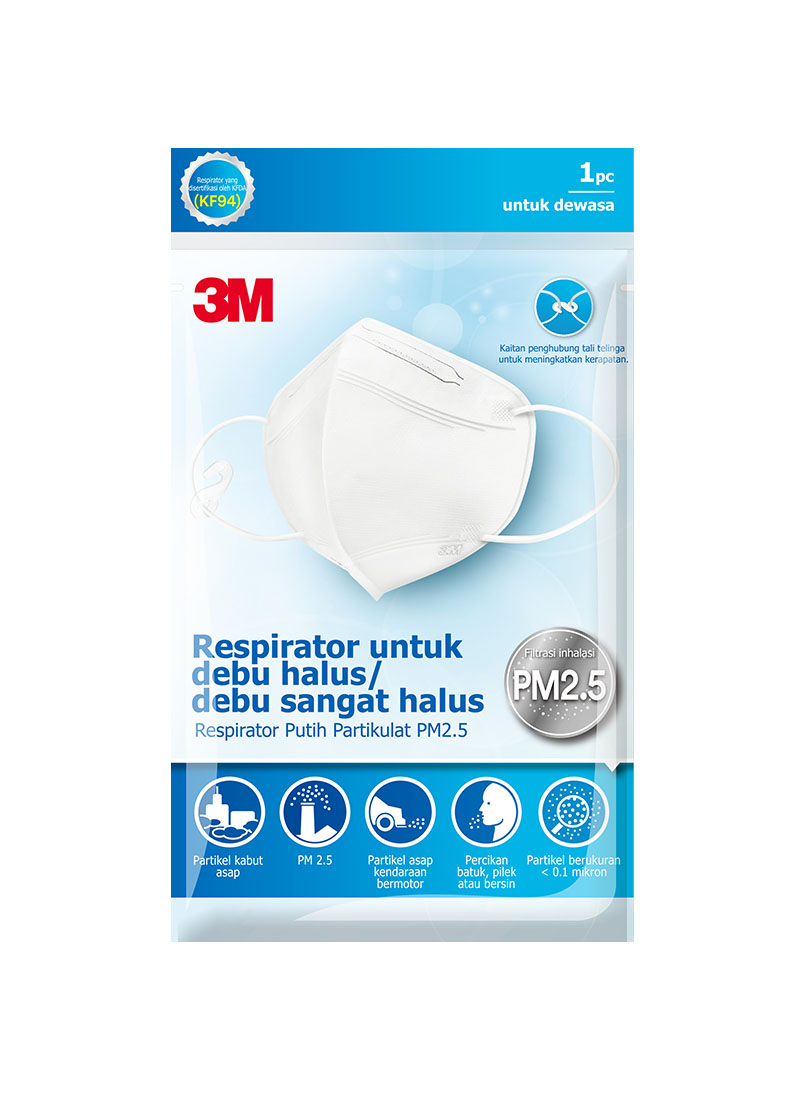 Respirator yang
disertifikasi oleh KFDA
(KF94)
1pc
untuk dewasa
3M
Kaitan penghubung tali telinga
untuk meningkatkan kerapatan.
3M
Respirator untuk
debu halus/
debu sangat halus
Respirator Putih Partikulat PM2.5
Filtrasi inhalasi
PM2.5
Partikel kabut
asap
PM 2.5
Partikel asap
kendaraan
bermotor
Percikan
batuk, pilek
atau bersin
Partikel berukuran
< 0.1 mikron